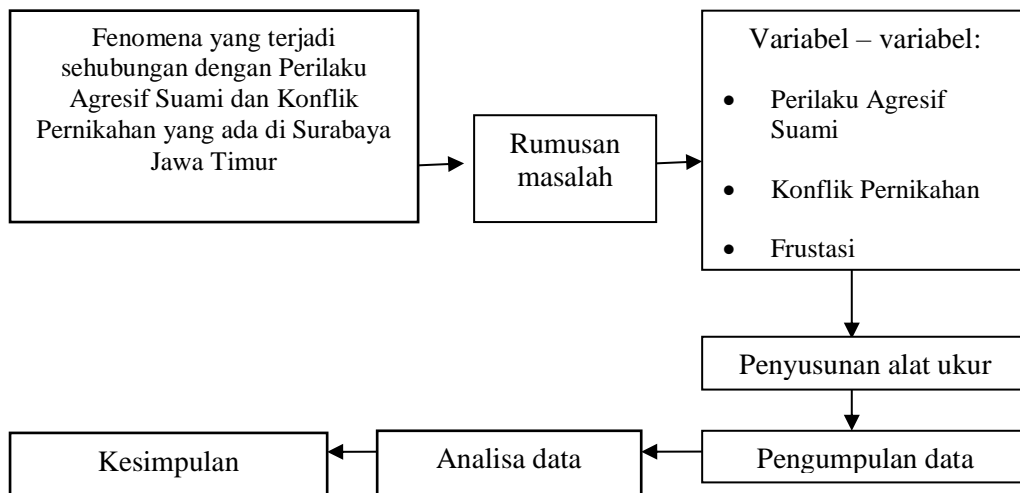 Fenomena yang terjadi
sehubungan dengan Perilaku
Agresif Suami dan Konflik
Pernikahan yang ada di Surabaya
Jawa Timur
Rumusan
masalah
Variabel – variabel:
• Perilaku Agresif
Suami
• Konflik Pernikahan
• Frustasi
Penyusunan alat ukur
Pengumpulan data
Analisa data
Kesimpulan